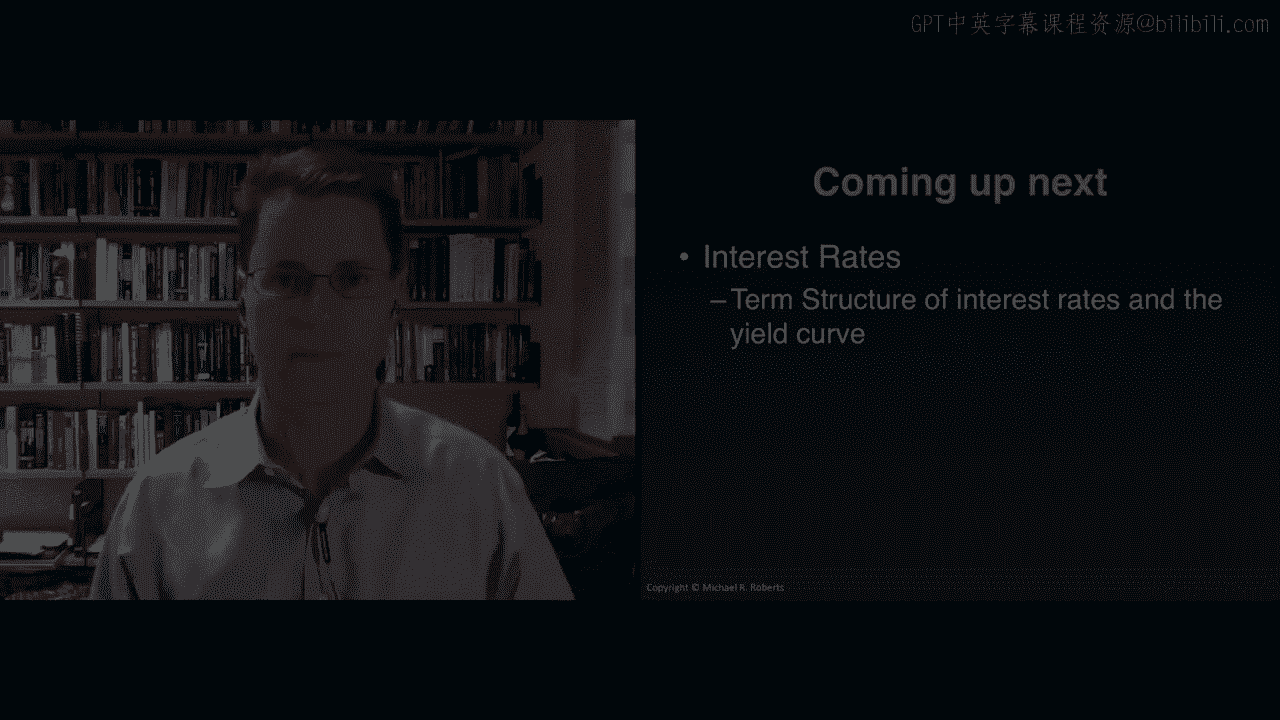 GPT中英字幕课程资源@bilibili.com
Coming up next
• Interest Rates
–Term Structure of interest rates and the
yield curve
Copyright © Michael R. Roberts